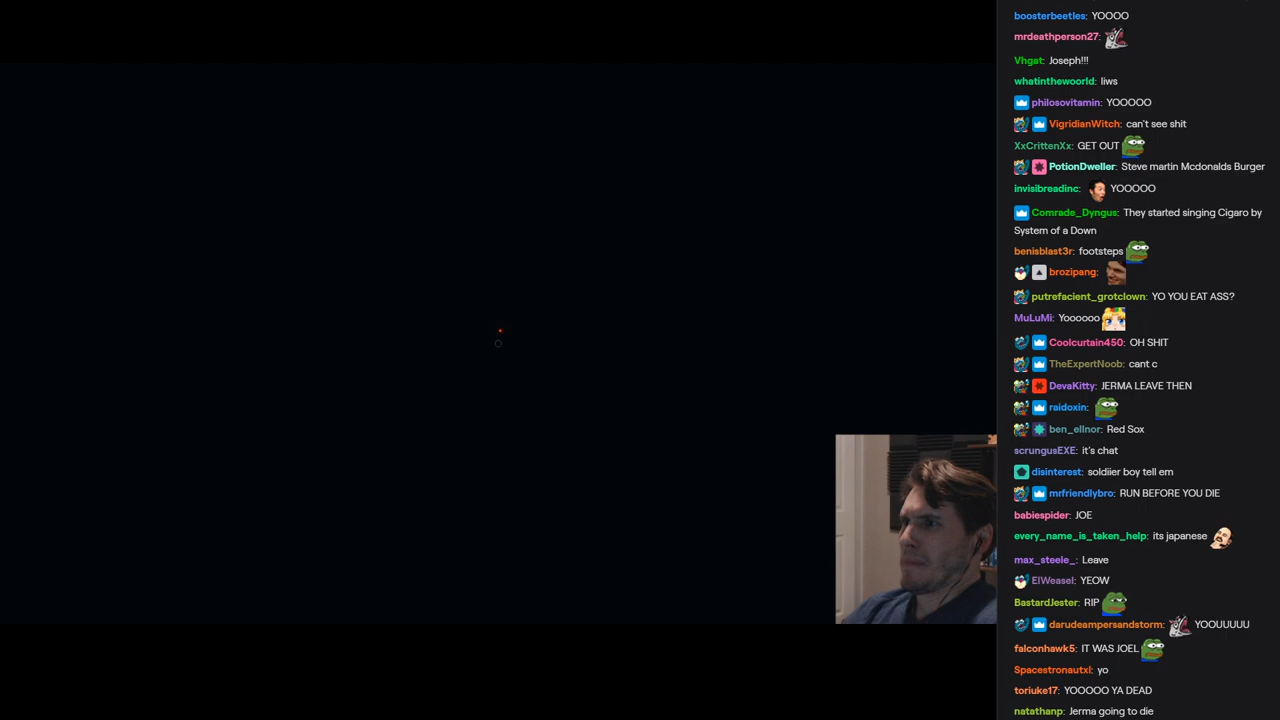 boosterbeetles: YOOOO
mrdeathperson27:
Vhgat: Joseph!!!
whatinthewoorld: liws
philosovitamin: YOOOOO
VigridianWitch: can't see shit
XxCrittenXx: GET OUT
PotionDweller: Steve martin Mcdonalds Burger
invisibreadinc: YOOOOO
Comrade_Dyngus: They started singing Cigaro by
System of a Down
benisblast3r: footsteps
brozipang:
putrefacient_grotclown: YO YOU EAT ASS?
MuLuMi: Yoooooo
Coolcurtain450: OH SHIT
TheExpertNoob: cant c
DevaKitty: JERMA LEAVE THEN
raidoxin:
ben_ellnor: Red Sox
scrungusEXE: it's chat
disinterest: soldiier boy tell em
mrfriendlybro: RUN BEFORE YOU DIE
babiespider: JOE
every_name_is_taken_help: its japanese
max_steele_: Leave
ElWeasel: YEOW
BastardJester: RIP
darudeampersandstorm: YOOUUUUU
falconhawk5: IT WAS JOEL
Spacestronautxl: yo
toriuke17: YOOOOO YA DEAD
natathanp: Jerma going to die